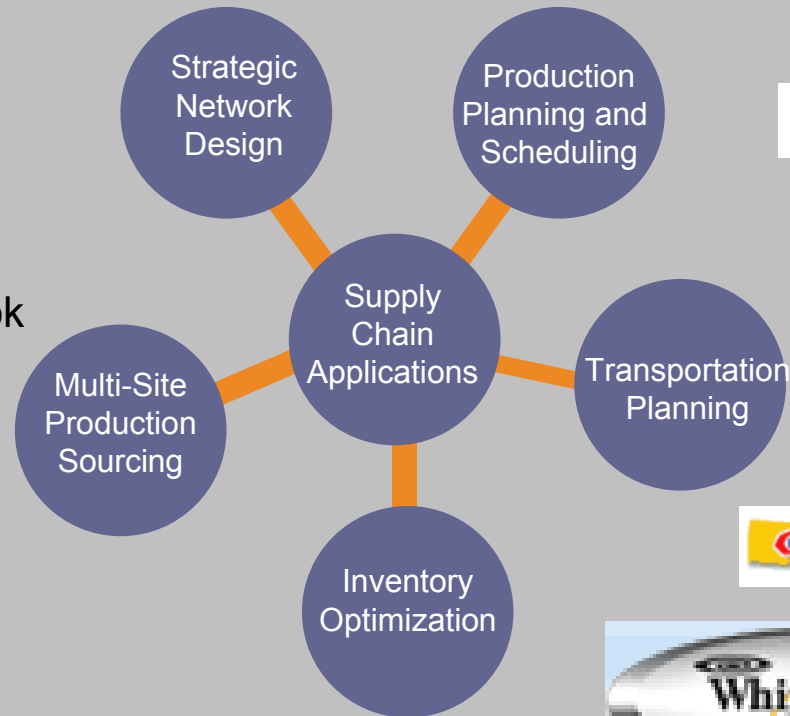 Strategic
Network
Design
Production
Planning and
Scheduling
Supply
Chain
Applications
Transportation
Planning
Multi-Site
Production
Sourcing
Inventory
Optimization